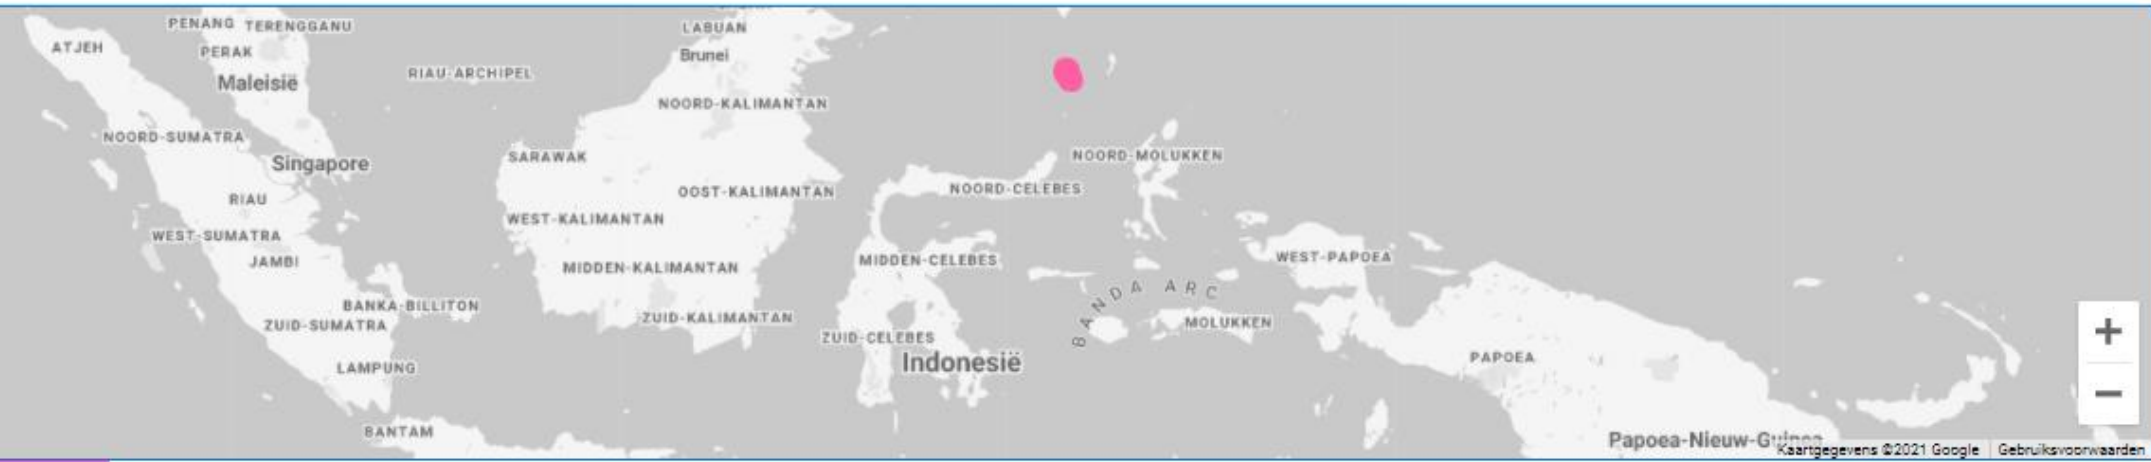 PENANG
TERENGGANU
LABUAN
ATJEH
PERAK
Brunei
Maleisië
RIAU-ARCHIPEL
NOORD-KALIMANTAN
NOORD-SUMATRA
Singapore
SARAWAK
NOORD-MOLUKKEN
RIAU
OOST-KALIMANTAN
NOORD-CELEBES
WEST-KALIMANTAN
WEST-SUMATRA
JAMBI
MIDDEN-KALIMANTAN
MIDDEN-CELEBES
WEST-PAPOEA
BANDA ARC
BANKA-BILLITON
ZUID-SUMATRA
ZUID-KALIMANTAN
MOLUKKEN
ZUID-CELEBES
Indonesië
PAPOEA
LAMPUNG
BANTAM
+
−
Papoea-Nieuw-Guinea
Kaartgegevens ©2021 Google
Gebruiksvoorwaarden